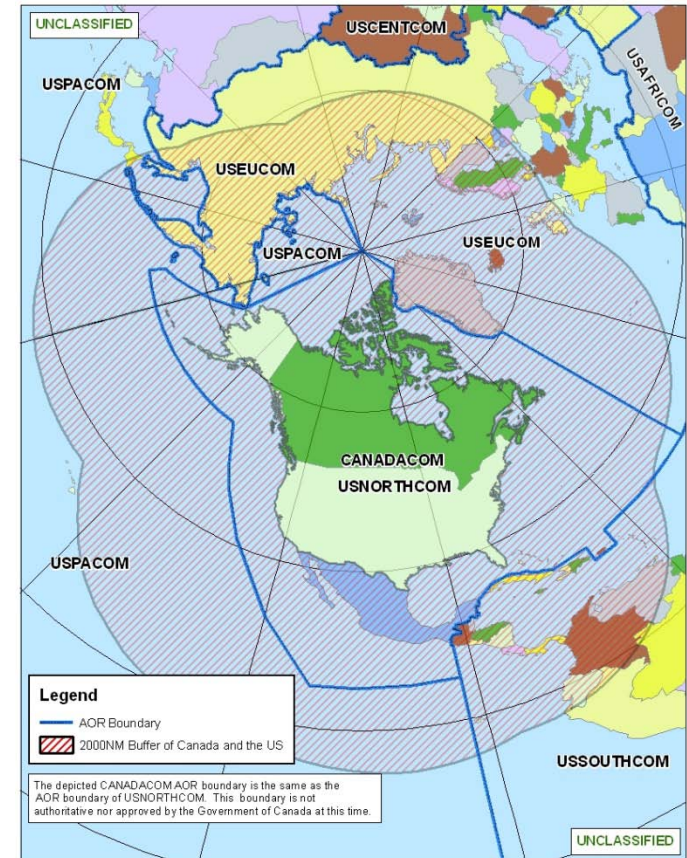 UNCLASSIFIED
USCENTCOM
USPACOM
USAFRICOM
USEUCOM
USPACOM
USEUCOM
CANADACOM
USNORTHCOM
USPACOM
Legend
AOR Boundary
2000NM Buffer of Canada and the US
USSOUTHCOM
The depicted CANADACOM AOR boundary is the same as the
AOR boundary of USNORTHCOM. This boundary is not
authoritative nor approved by the Government of Canada at this time.
UNCLASSIFIED